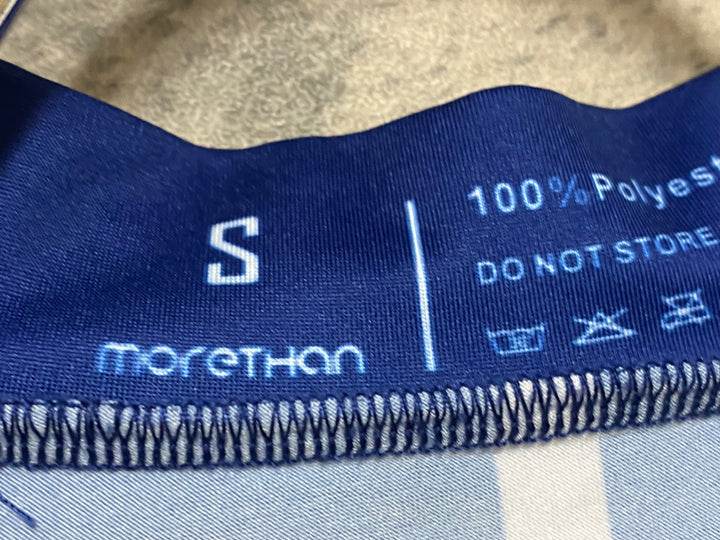 S
moreTHan
100% Polyest
DO NOT STORE